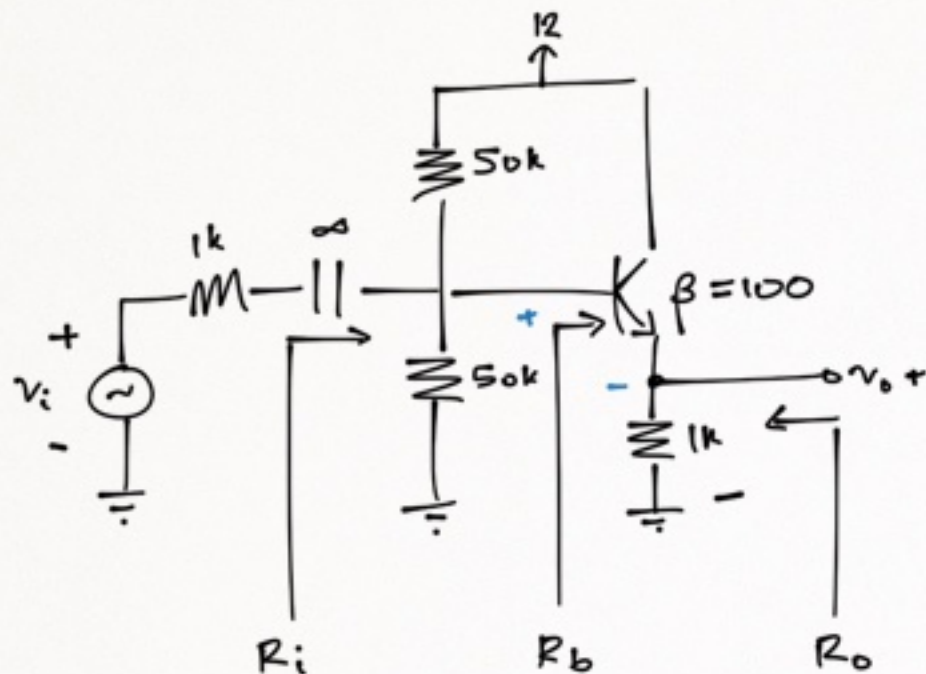 12
50k
1k
∞
β = 100
+
+
-
vi
50k
-
vo +
1k
-
-
Ri
Rb
Ro